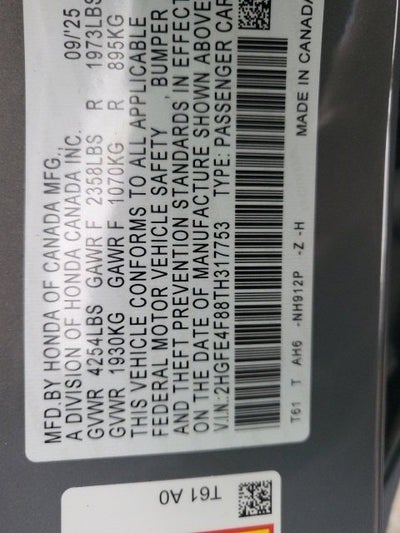 MFD.BY HONDA OF CANADA MFG.,
A DIVISION OF HONDA CANADA INC. 09/'25
GVWR 4254LBS GAWR F 2358LBS R 1973LBS
GVWR 1930KG GAWR F 1070KG R 895KG
THIS VEHICLE CONFORMS TO ALL APPLICABLE
FEDERAL MOTOR VEHICLE SAFETY, BUMPER
AND THEFT PREVENTION STANDARDS IN EFFECT
ON THE DATE OF MANUFACTURE SHOWN ABOVE
V.I.N.:2HGFE4F88TH317753 TYPE: PASSENGER CAR
T61 T AH6 -NH912P -Z -H MADE IN CANADA
T61 A0